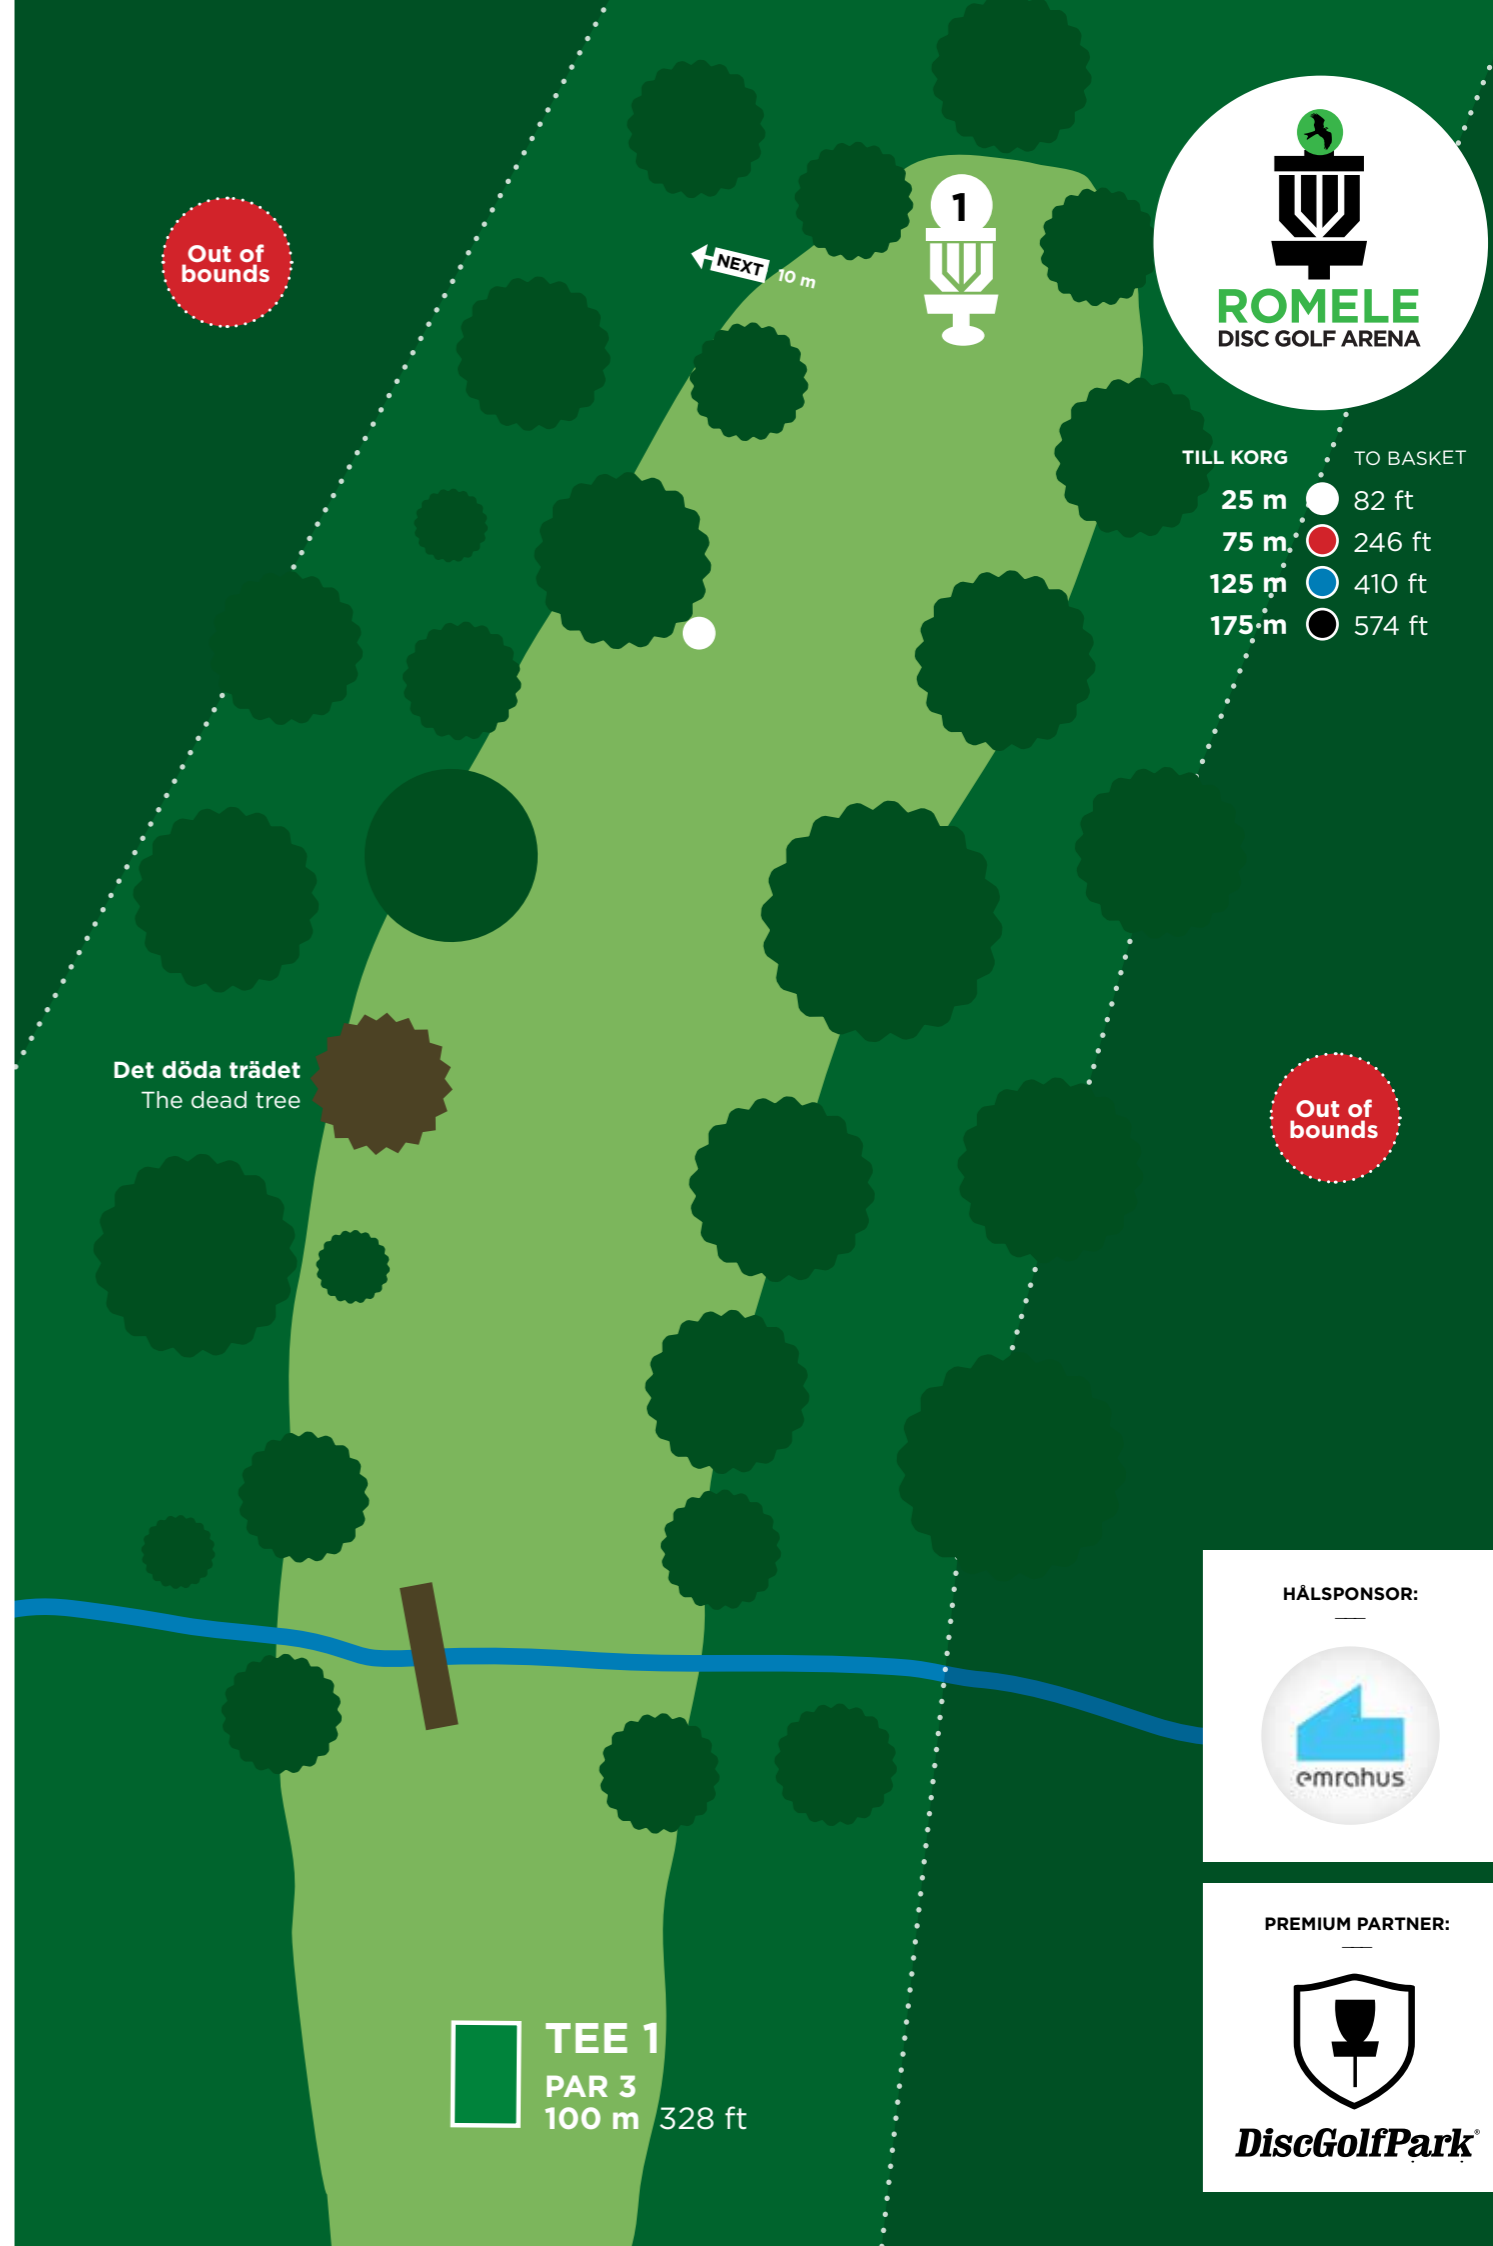 1
NEXT
10 m
Out of
bounds
ROMELE
DISC GOLF ARENA
TILL KORG TO BASKET
25 m 82 ft
75 m 246 ft
125 m 410 ft
175 m 574 ft
Det döda trädet
The dead tree
Out of
bounds
HÅLSPONSOR:
emrahus
PREMIUM PARTNER:
DiscGolfPark®
TEE 1
PAR 3
100 m 328 ft